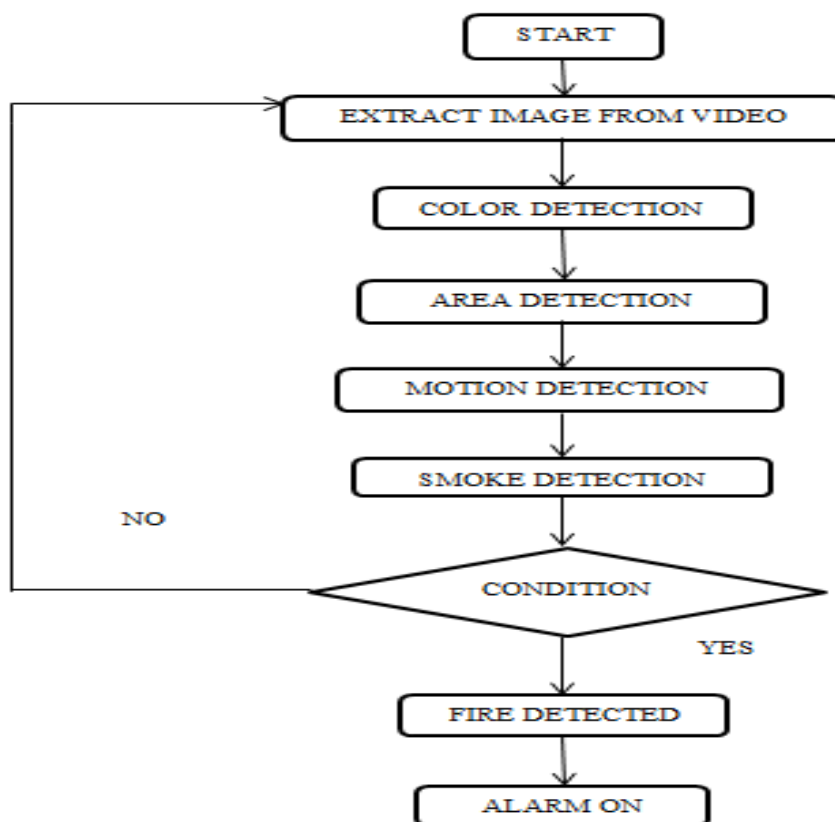 START
EXTRACT IMAGE FROM VIDEO
COLOR DETECTION
AREA DETECTION
MOTION DETECTION
SMOKE DETECTION
NO
CONDITION
YES
FIRE DETECTED
ALARM ON